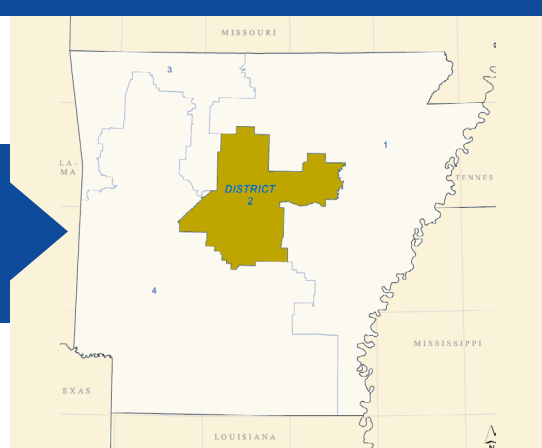 MISSOURI
3
1
LA-
MA
TENNES
DISTRICT
2
4
MISSISSIPPI
EXAS
LOUISIANA